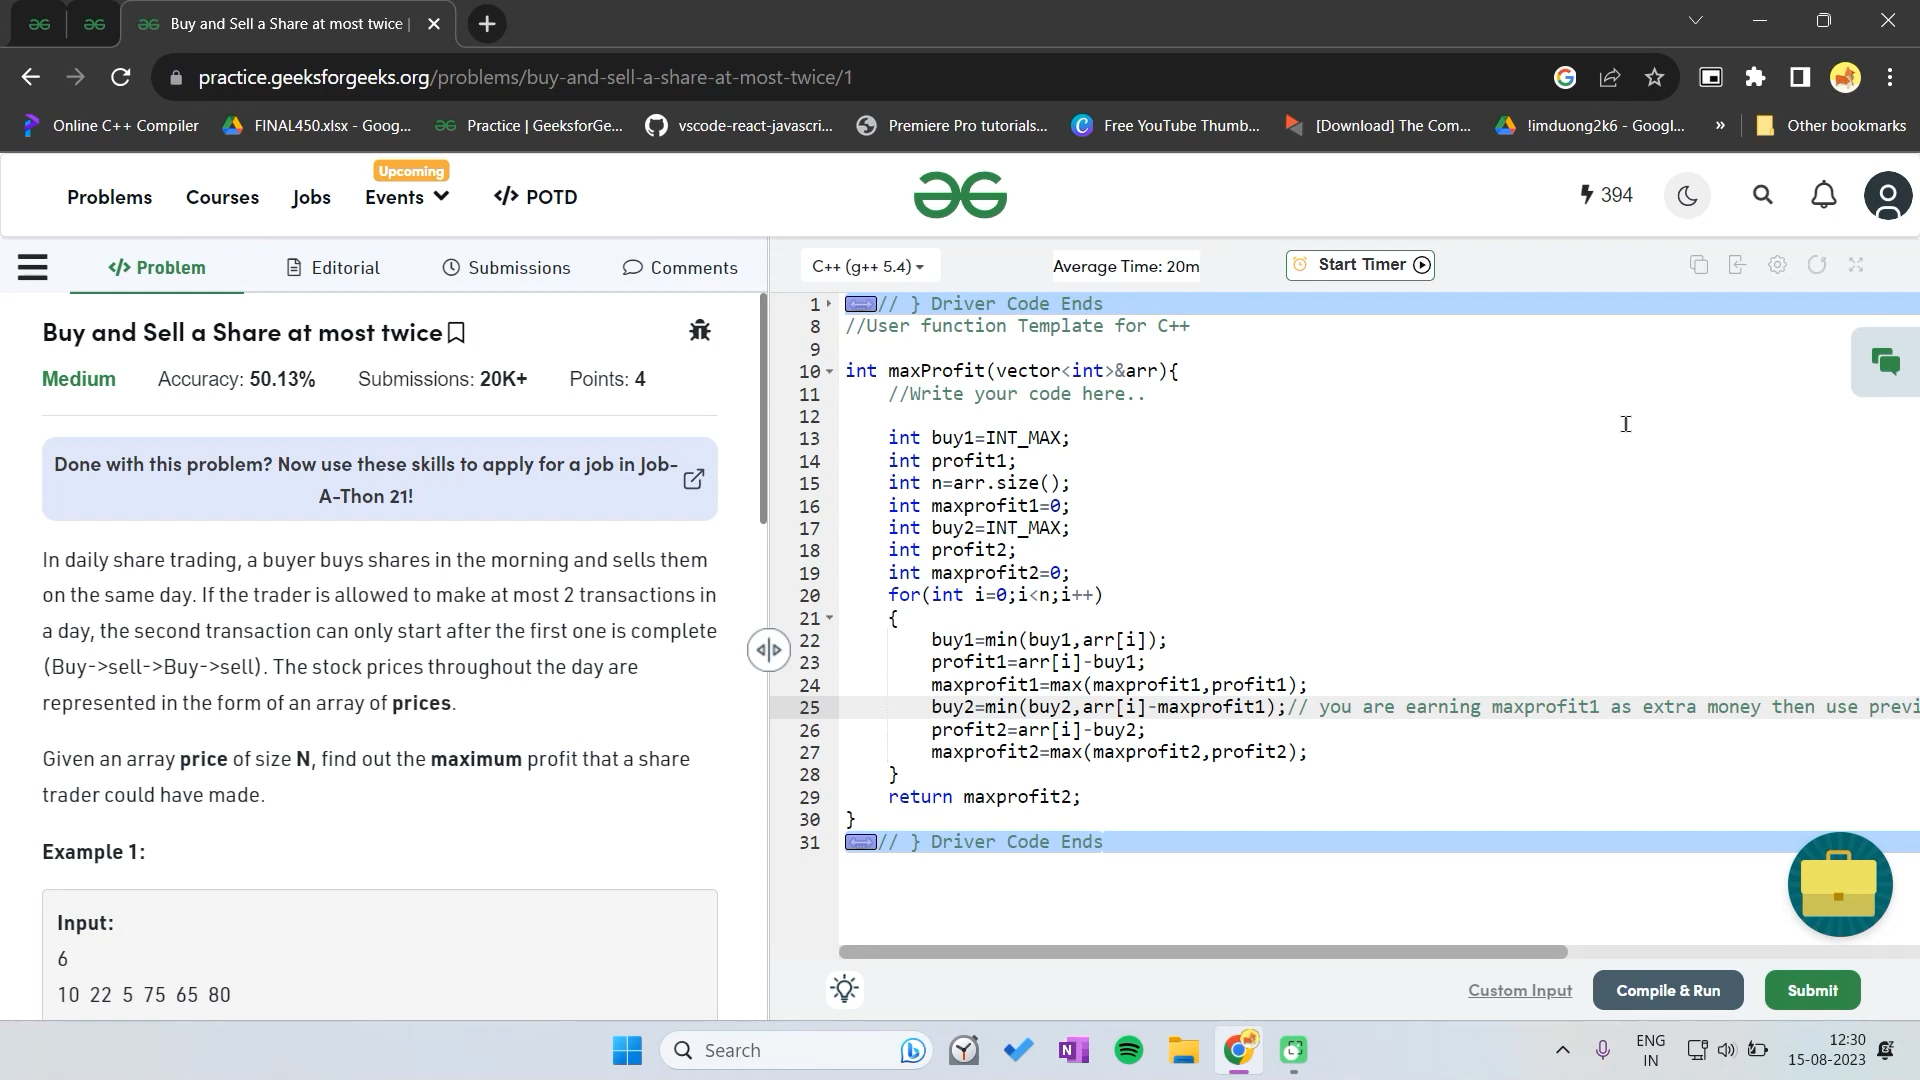 Buy and Sell a Share at most twice |
practice.geeksforgeeks.org/problems/buy-and-sell-a-share-at-most-twice/1
Online C++ Compiler FINAL450.xlsx - Goog... Practice | GeeksforGe... vscode-react-javascri... Premiere Pro tutorials... Free YouTube Thumb... [Download] The Com... !imduong2k6 - Googl... » Other bookmarks
Upcoming
Problems Courses Jobs Events </> POTD 394
</> Problem Editorial Submissions Comments
C++ (g++ 5.4) Average Time: 20m Start Timer
Buy and Sell a Share at most twice
Medium Accuracy: 50.13% Submissions: 20K+ Points: 4
Done with this problem? Now use these skills to apply for a job in Job-
A-Thon 21!
In daily share trading, a buyer buys shares in the morning and sells them
on the same day. If the trader is allowed to make at most 2 transactions in
a day, the second transaction can only start after the first one is complete
(Buy->sell->Buy->sell). The stock prices throughout the day are
represented in the form of an array of prices.
Given an array price of size N, find out the maximum profit that a share
trader could have made.
Example 1:
Input:
6
10 22 5 75 65 80
1 // } Driver Code Ends
8 //User function Template for C++
9
10 int maxProfit(vector<int>&arr){
11 //Write your code here..
12
13 int buy1=INT_MAX;
14 int profit1;
15 int n=arr.size();
16 int maxprofit1=0;
17 int buy2=INT_MAX;
18 int profit2;
19 int maxprofit2=0;
20 for(int i=0;i<n;i++)
21 {
22 buy1=min(buy1,arr[i]);
23 profit1=arr[i]-buy1;
24 maxprofit1=max(maxprofit1,profit1);
25 buy2=min(buy2,arr[i]-maxprofit1);// you are earning maxprofit1 as extra money then use previ
26 profit2=arr[i]-buy2;
27 maxprofit2=max(maxprofit2,profit2);
28 }
29 return maxprofit2;
30 }
31 // } Driver Code Ends
Custom Input Compile & Run Submit
Search ENG 12:30
IN 15-08-2023